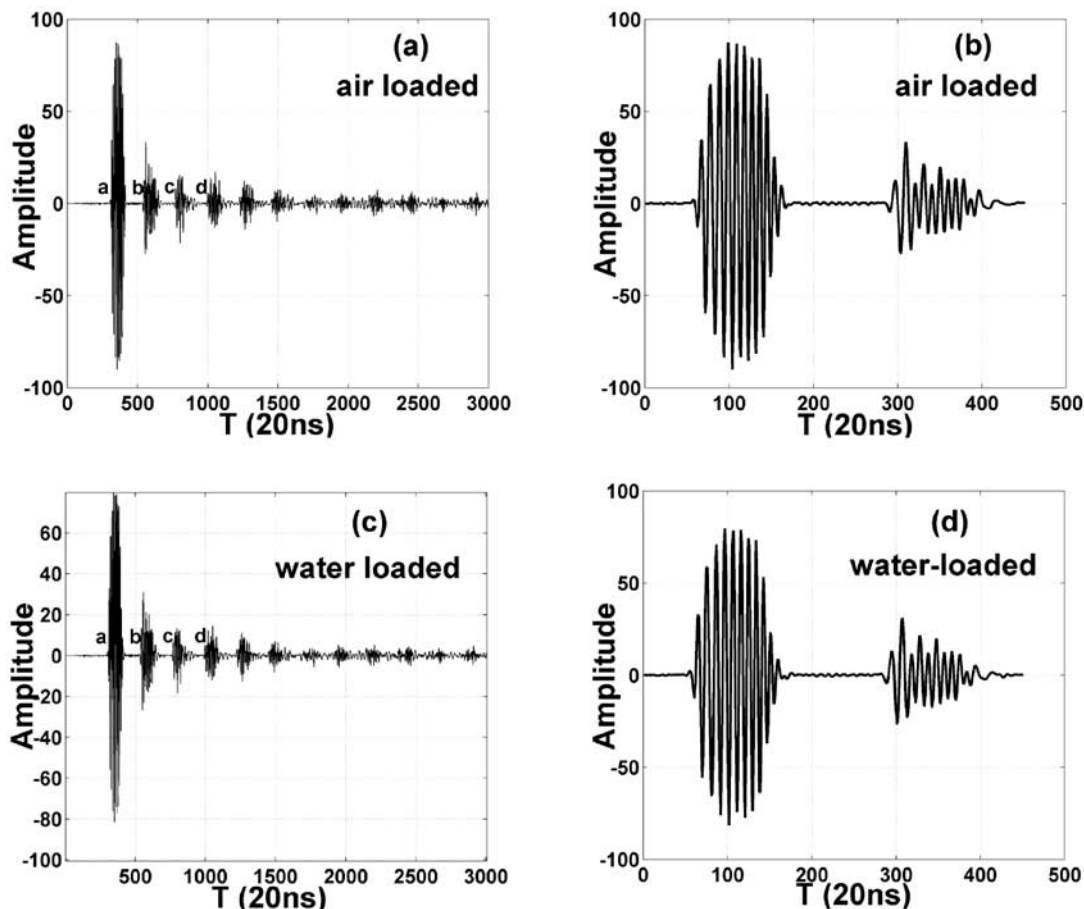 100
50
0
-50
-100
Amplitude
(a)
air loaded
a b c d
0 500 1000 1500 2000 2500 3000
T (20ns)
100
50
0
-50
-100
Amplitude
(b)
air loaded
0 100 200 300 400 500
T (20ns)
60
40
20
0
-20
-40
-60
-80
-100
Amplitude
(c)
water loaded
a b c d
500 1000 1500 2000 2500 3000
T (20ns)
100
50
0
-50
-100
Amplitude
(d)
water-loaded
0 100 200 300 400 500
T (20ns)